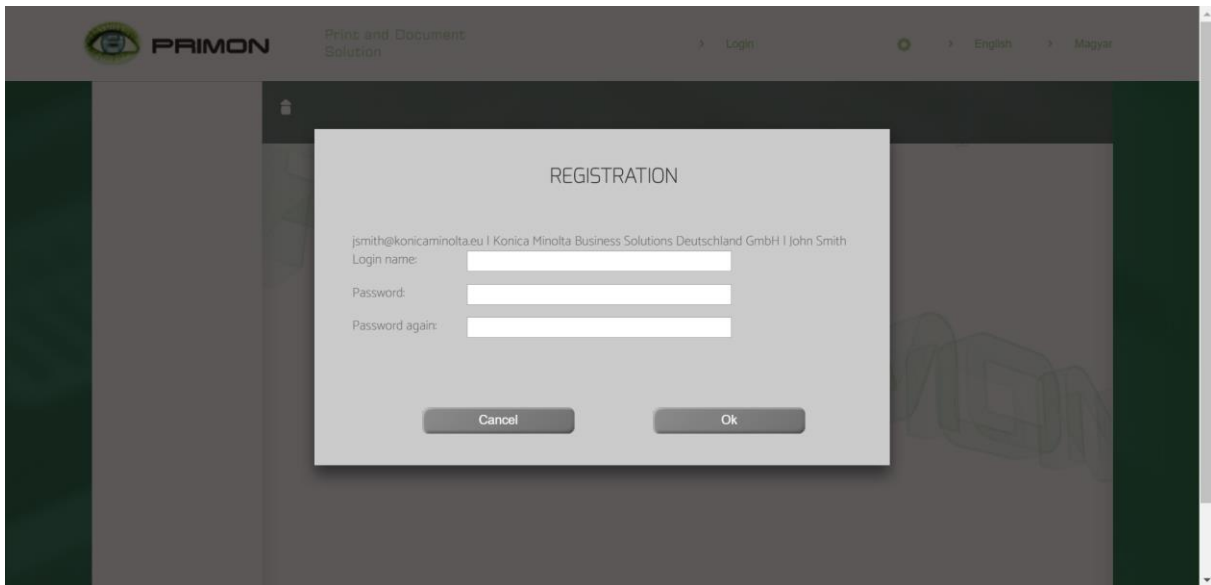 PRIMON
Print and Document
Solution
Login
English
Magyar
REGISTRATION
jsmith@konicaminolta.eu | Konica Minolta Business Solutions Deutschland GmbH | John Smith
Login name:
Password:
Password again:
Cancel
Ok